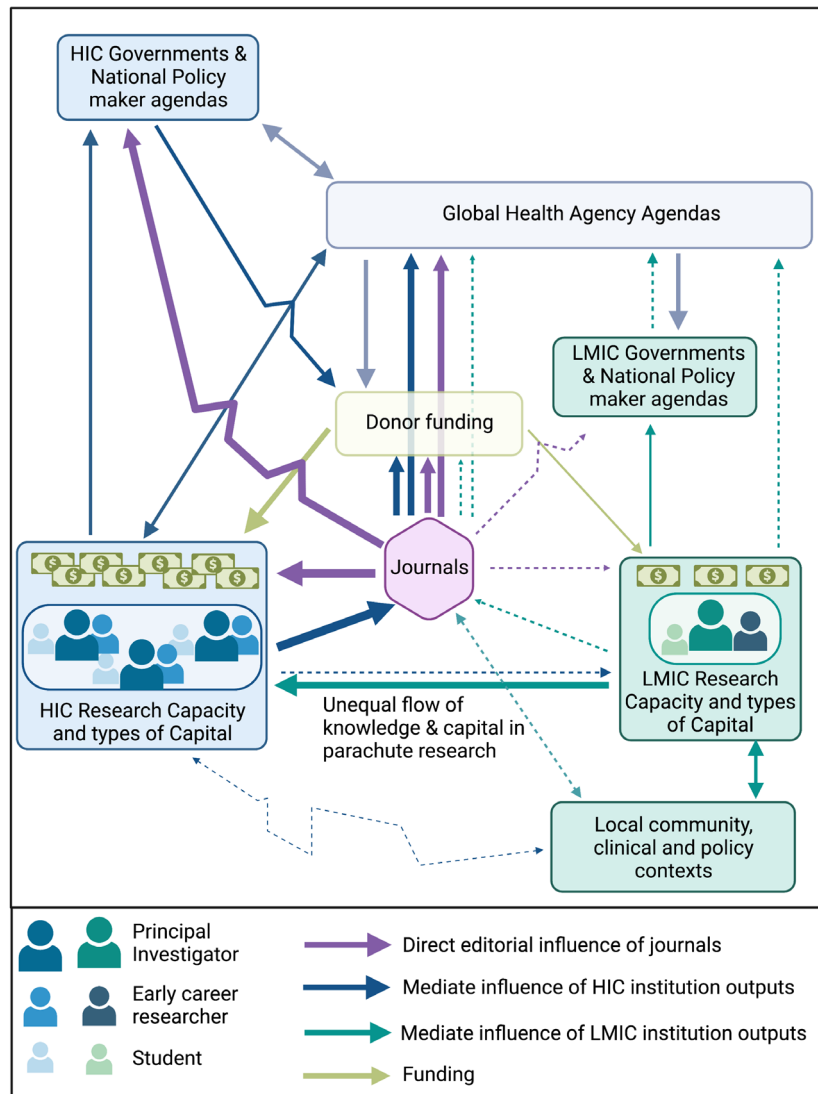 HIC Governments &
National Policy
maker agendas
Global Health Agency Agendas
LMIC Governments
& National Policy
maker agendas
Donor funding
Journals
$ $ $ $ $ $ $
$ $ $
HIC Research Capacity
and types of Capital
LMIC Research
Capacity and types
of Capital
Unequal flow of
knowledge & capital in
parachute research
Local community,
clinical and policy
contexts
Principal
Investigator
Early career
researcher
Student
Direct editorial influence of journals
Mediate influence of HIC institution outputs
Mediate influence of LMIC institution outputs
Funding